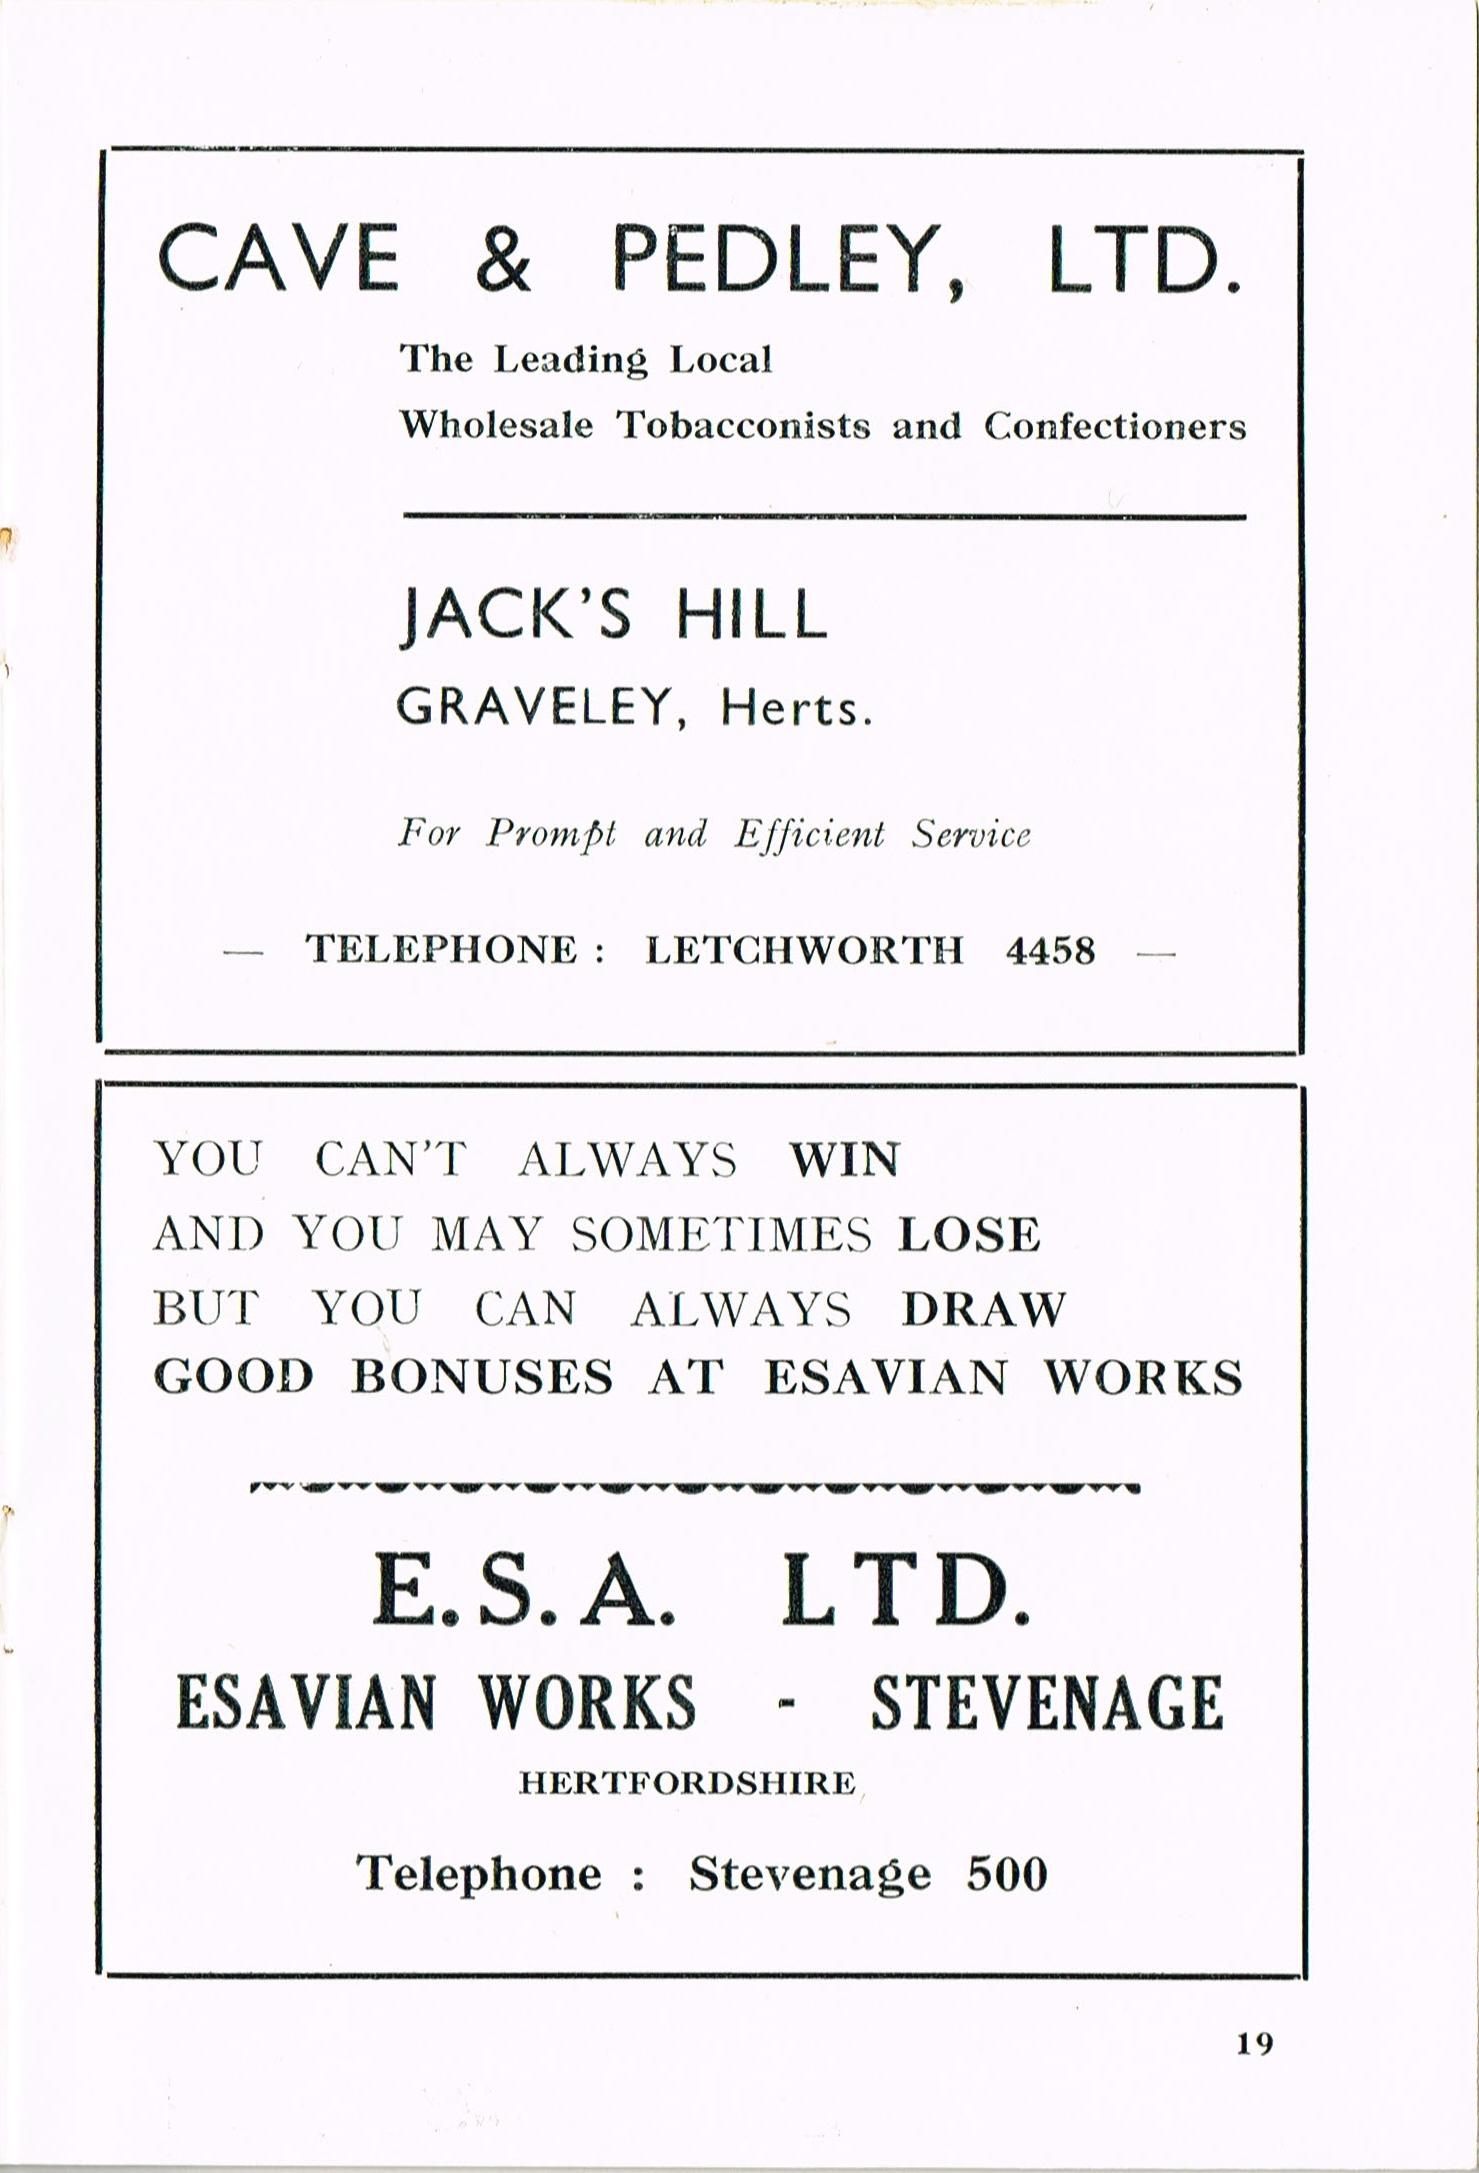 CAVE & PEDLEY, LTD.
The Leading Local
Wholesale Tobacconists and Confectioners
JACK'S HILL
GRAVELEY, Herts.
For Prompt and Efficient Service
— TELEPHONE : LETCHWORTH 4458 —
YOU CAN'T ALWAYS WIN
AND YOU MAY SOMETIMES LOSE
BUT YOU CAN ALWAYS DRAW
GOOD BONUSES AT ESAVIAN WORKS
E.S.A. LTD.
ESAVIAN WORKS - STEVENAGE
HERTFORDSHIRE
Telephone : Stevenage 500
19